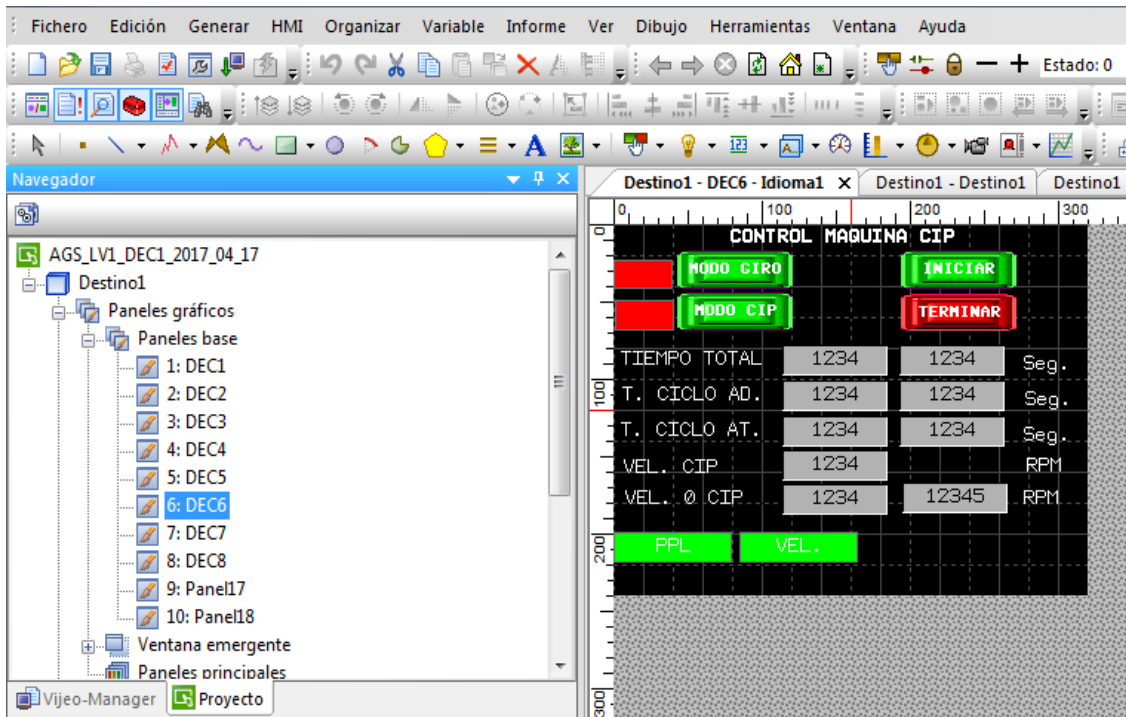 Fichero Edición Generar HMI Organizar Variable Informe Ver Dibujo Herramientas Ventana Ayuda
Estado: 0
Navegador
AGS_LV1_DEC1_2017_04_17
Destino1
Paneles gráficos
Paneles base
1: DEC1
2: DEC2
3: DEC3
4: DEC4
5: DEC5
6: DEC6
7: DEC7
8: DEC8
9: Panel17
10: Panel18
Ventana emergente
Paneles principales
Vijeo-Manager Proyecto
Destino1 - DEC6 - Idioma1 Destino1 - Destino1 Destino1
0 100 200 300
0
100
200
300
CONTROL MAQUINA CIP
MODO GIRO INICIAR
MODO CIP TERMINAR
TIEMPO TOTAL 1234 1234 Seg.
T. CICLO AD. 1234 1234 Seg.
T. CICLO AT. 1234 1234 Seg.
VEL. CIP 1234 RPM
VEL. 0 CIP 1234 12345 RPM
PPL VEL.